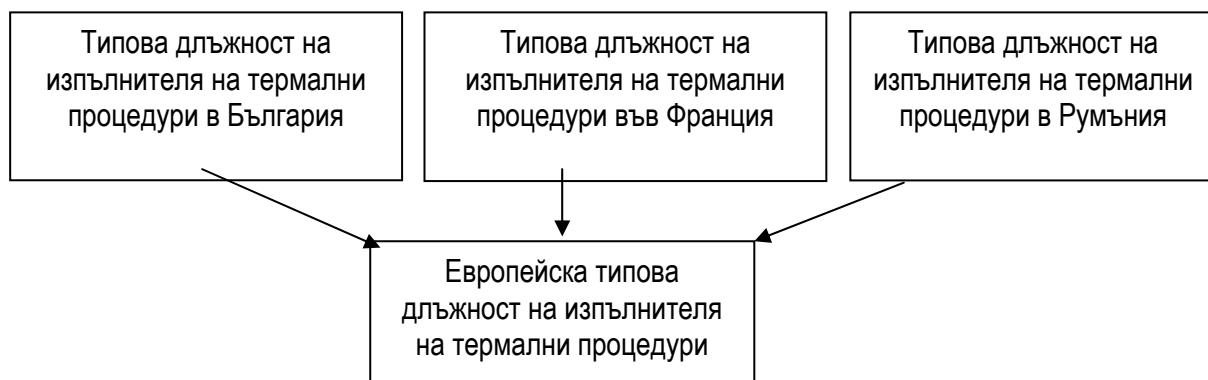 Типова длъжност на
изпълнителя на термални
процедури в България
Типова длъжност на
изпълнителя на термални
процедури във Франция
Типова длъжност на
изпълнителя на термални
процедури в Румъния
Европейска типова
длъжност на изпълнителя
на термални процедури